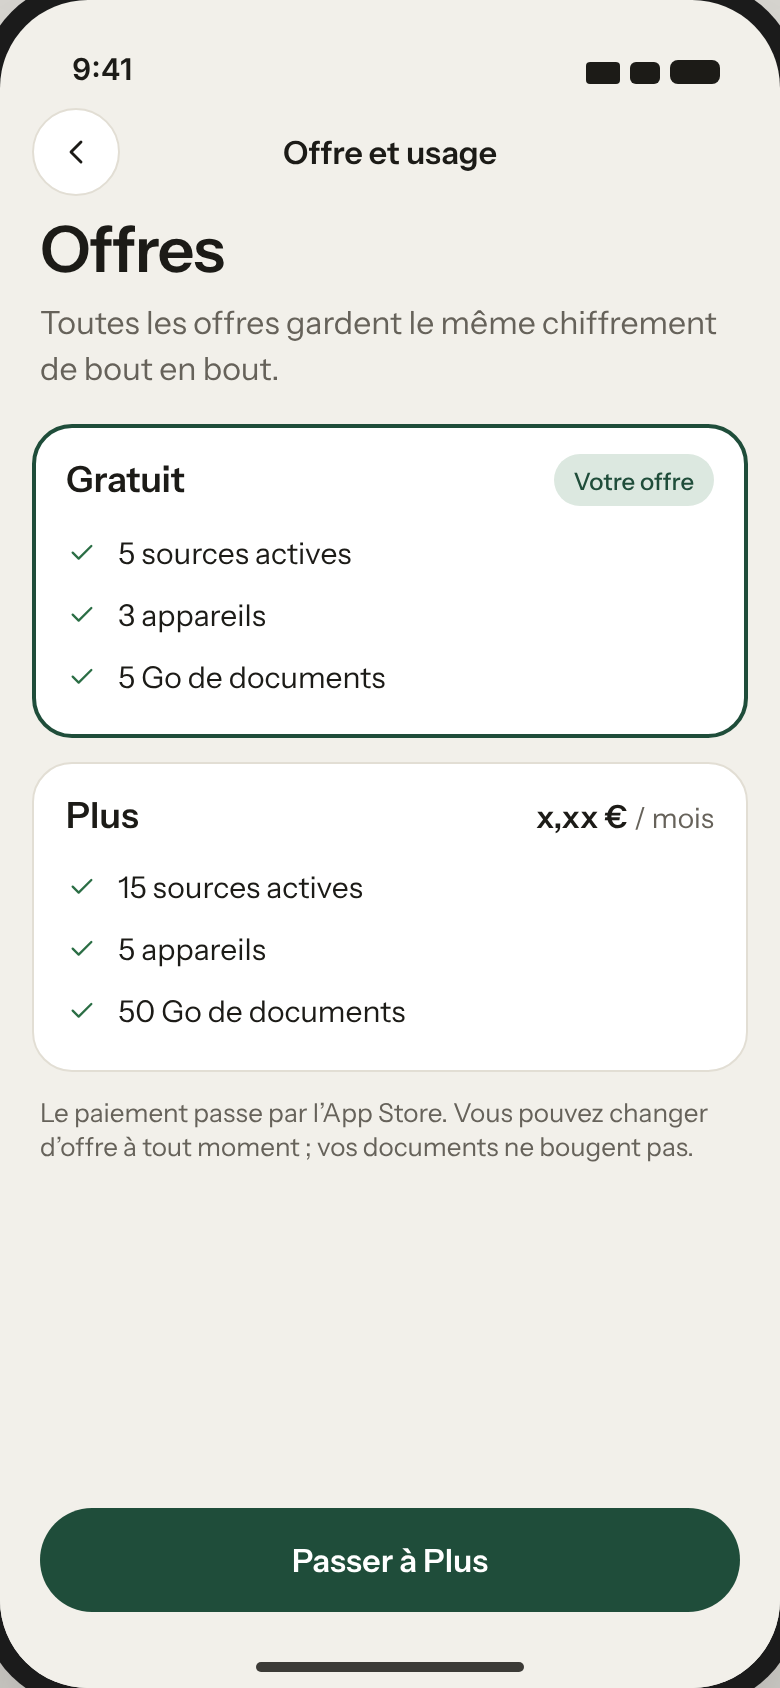 9:41
Offre et usage
Offres
Toutes les offres gardent le même chiffrement
de bout en bout.
Gratuit
Votre offre
5 sources actives
3 appareils
5 Go de documents
Plus
x,xx € / mois
15 sources actives
5 appareils
50 Go de documents
Le paiement passe par l’App Store. Vous pouvez changer
d’offre à tout moment ; vos documents ne bougent pas.
Passer à Plus